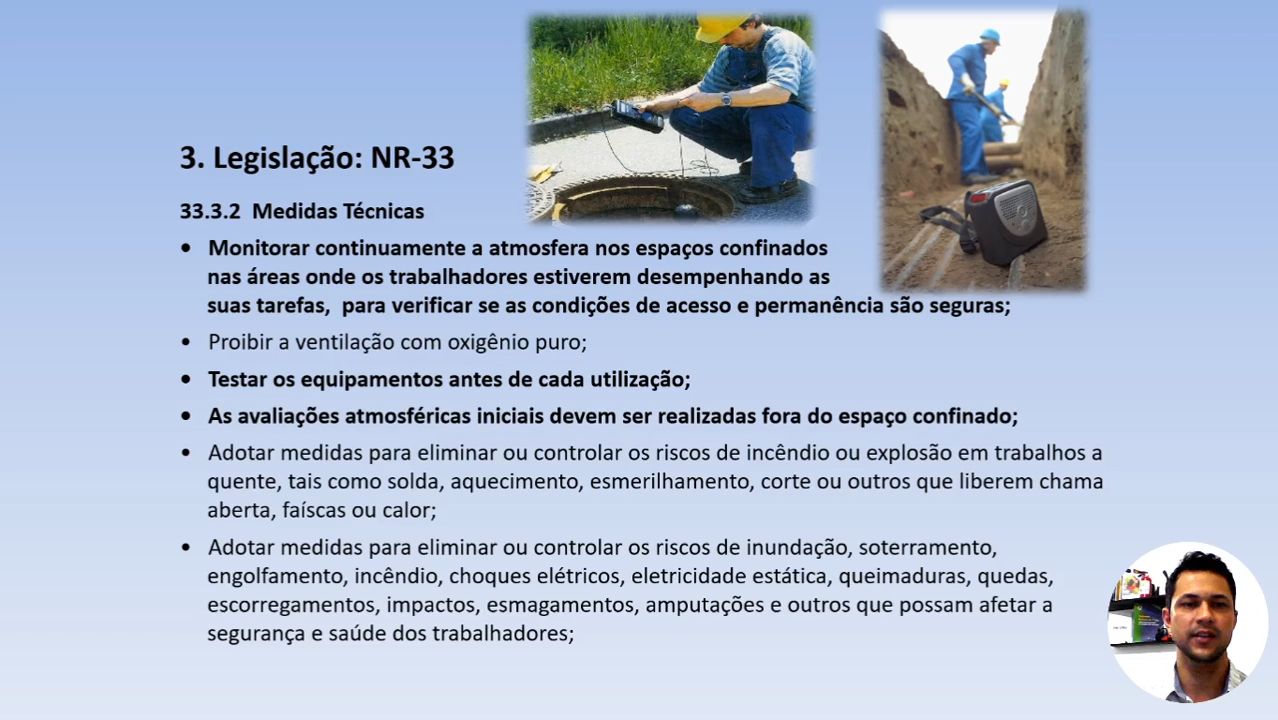 3. Legislação: NR-33
33.3.2 Medidas Técnicas
• Monitorar continuamente a atmosfera nos espaços confinados
nas áreas onde os trabalhadores estiverem desempenhando as
suas tarefas, para verificar se as condições de acesso e permanência são seguras;
• Proibir a ventilação com oxigênio puro;
• Testar os equipamentos antes de cada utilização;
• As avaliações atmosféricas iniciais devem ser realizadas fora do espaço confinado;
• Adotar medidas para eliminar ou controlar os riscos de incêndio ou explosão em trabalhos a
quente, tais como solda, aquecimento, esmerilhamento, corte ou outros que liberem chama
aberta, faíscas ou calor;
• Adotar medidas para eliminar ou controlar os riscos de inundação, soterramento,
engolfamento, incêndio, choques elétricos, eletricidade estática, queimaduras, quedas,
escorregamentos, impactos, esmagamentos, amputações e outros que possam afetar a
segurança e saúde dos trabalhadores;